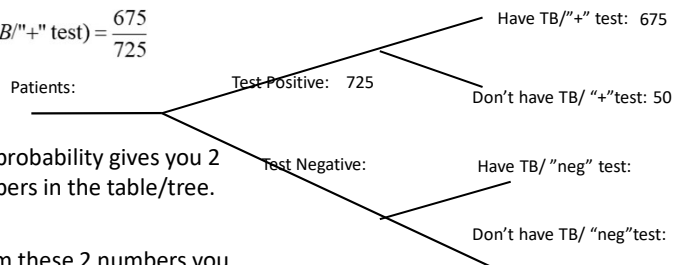 B/"+" test) = 675/725
Have TB/"+" test: 675
Patients:
Test Positive: 725
Don't have TB/ "+"test: 50
probability gives you 2
bers in the table/tree.
Test Negative:
Have TB/ "neg" test:
Don't have TB/ "neg"test:
m these 2 numbers you